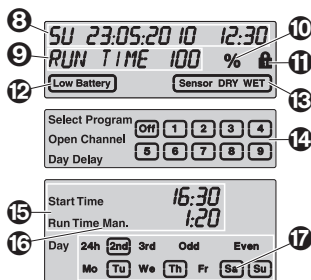 8 SU 23:05:2010 12:30
9 RUN TIME 100 % 10
11
12 Low Battery Sensor DRY WET 13
Select Program Off 1 2 3 4
Open Channel 14
Day Delay 5 6 7 8 9
15 Start Time 16:30
16 Run Time Man. 1:20
Day 24h 2nd 3rd Odd Even 17
Mo Tu We Th Fr Sa Su